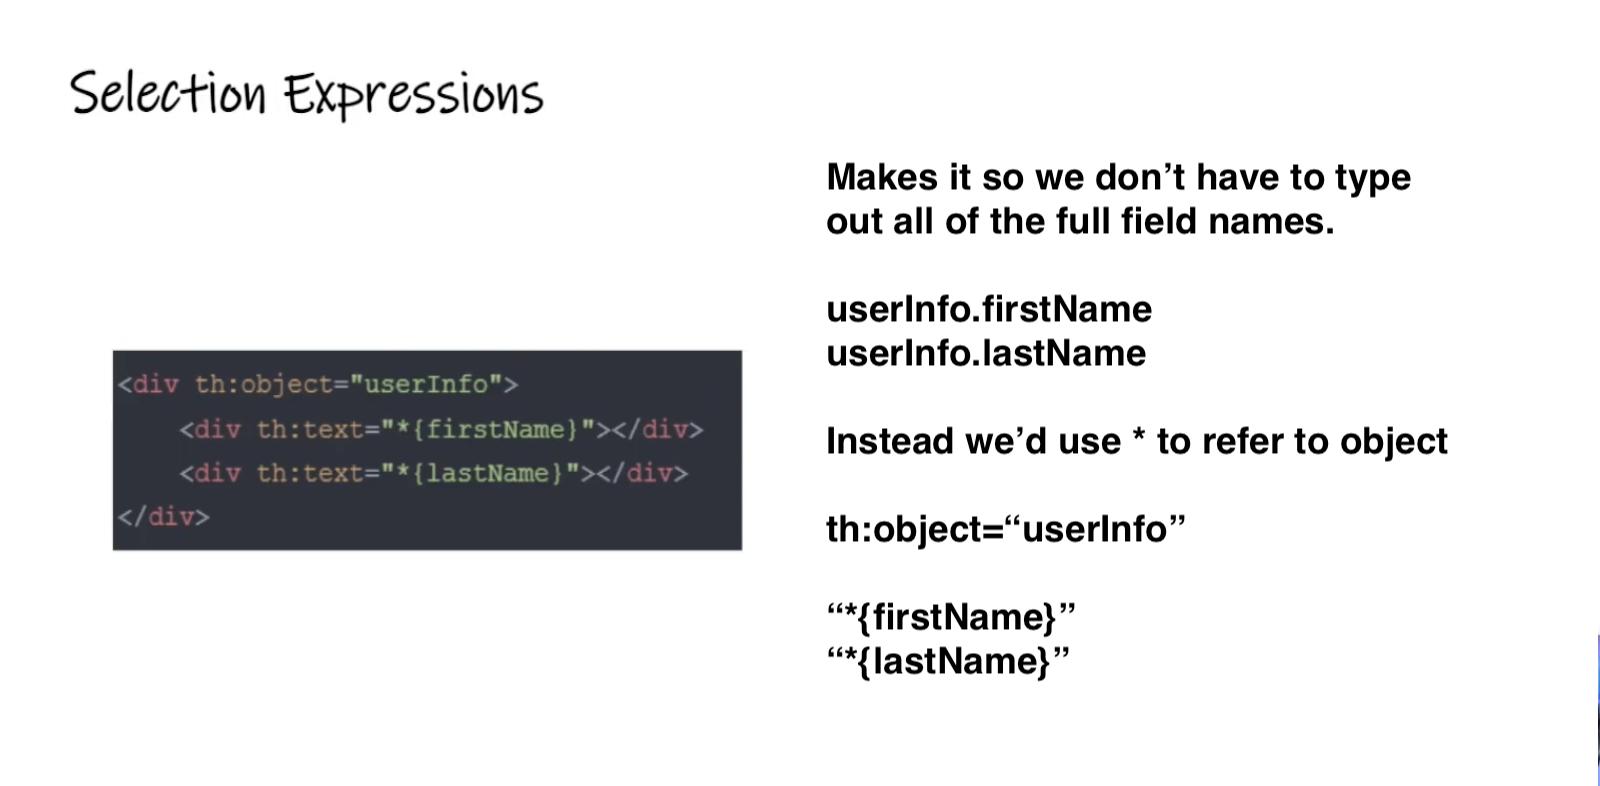 Selection Expressions
<div th:object="userInfo">
    <div th:text="*{firstName}"></div>
    <div th:text="*{lastName}"></div>
</div>
Makes it so we don’t have to type
out all of the full field names.
userInfo.firstName
userInfo.lastName
Instead we’d use * to refer to object
th:object=“userInfo”
“*{firstName}”
“*{lastName}”